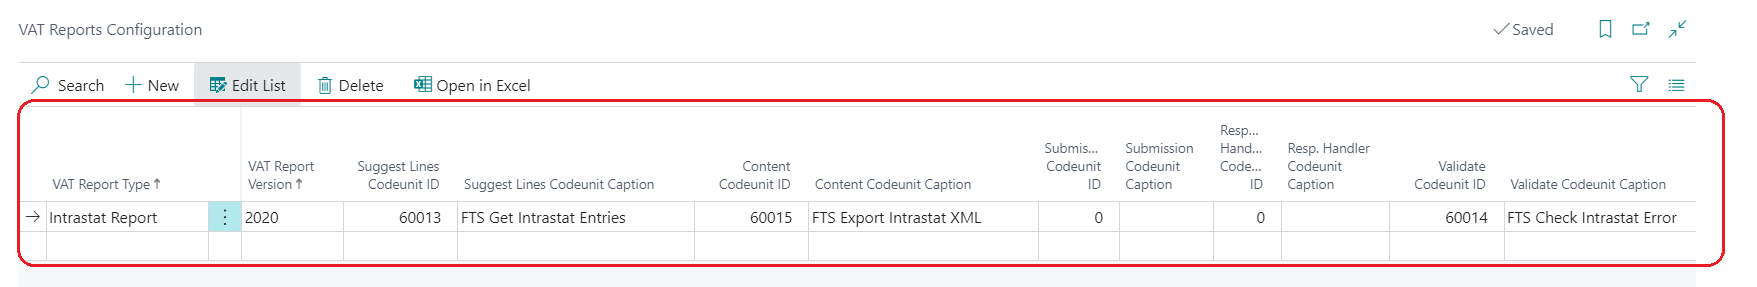 VAT Reports Configuration
Saved
Search
New
Edit List
Delete
Open in Excel
VAT Report Type ↑
VAT Report
Version ↑
Suggest Lines
Codeunit ID
Suggest Lines Codeunit Caption
Content
Codeunit ID
Content Codeunit Caption
Submis...
Codeunit
ID
Submission
Codeunit
Caption
Resp...
Hand...
Code...
ID
Resp. Handler
Codeunit
Caption
Validate
Codeunit ID
Validate Codeunit Caption
→ Intrastat Report 2020 60013 FTS Get Intrastat Entries 60015 FTS Export Intrastat XML 0 0 60014 FTS Check Intrastat Error